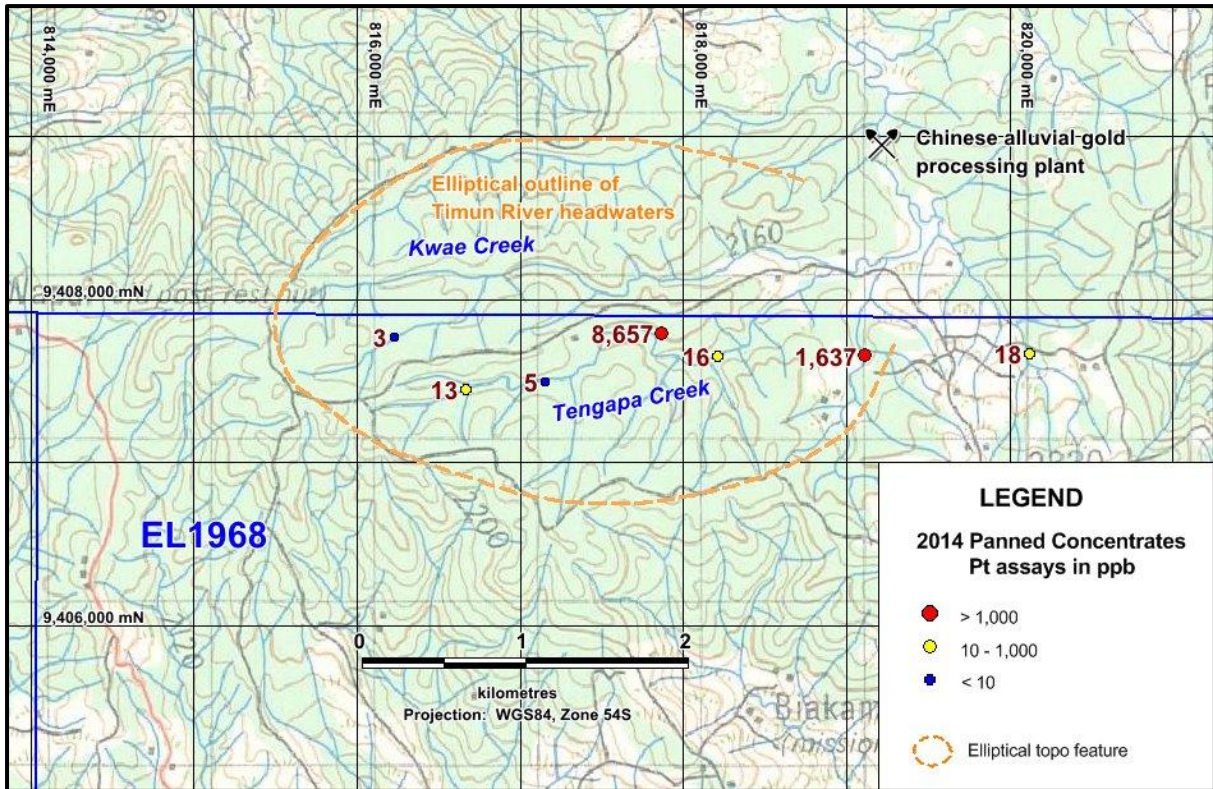 814,000 mE
816,000 mE
818,000 mE
820,000 mE
Chinese alluvial gold
processing plant
Elliptical outline of
Timun River headwaters
Kwae Creek
2160
9,408,000 mN
3
8,657
16
1,637
18
13
5
Tengapa Creek
2200
EL1968
9,406,000 mN
0 1 2
kilometres
Projection: WGS84, Zone 54S
LEGEND
2014 Panned Concentrates
Pt assays in ppb
> 1,000
10 - 1,000
< 10
Elliptical topo feature